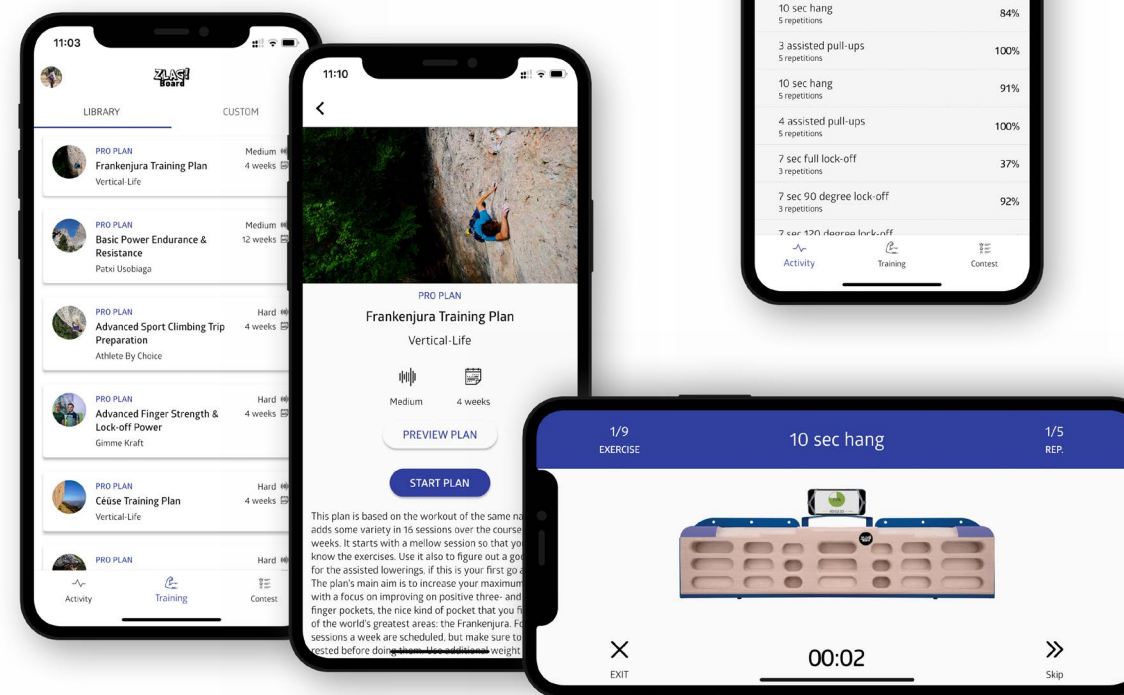 11:03
ZLAG!
Board
LIBRARY
CUSTOM
PRO PLAN
Medium
Frankenjura Training Plan
4 weeks
Vertical-Life
PRO PLAN
Medium
Basic Power Endurance &
12 weeks
Resistance
Patxi Usobiaga
PRO PLAN
Hard
Advanced Sport Climbing Trip
4 weeks
Preparation
Athlete By Choice
PRO PLAN
Hard
Advanced Finger Strength &
4 weeks
Lock-off Power
Gimme Kraft
PRO PLAN
Hard
Céüse Training Plan
4 weeks
Vertical-Life
PRO PLAN
Hard
Activity
Training
Contest
11:10
PRO PLAN
Frankenjura Training Plan
Vertical-Life
Medium
4 weeks
PREVIEW PLAN
START PLAN
This plan is based on the workout of the same na
adds some variety in 16 sessions over the course
weeks. It starts with a mellow session so that yo
know the exercises. Use it also to figure out a go
for the assisted lowerings, if this is your first go a
The plan's main aim is to increase your maximum
with a focus on improving on positive three- and
finger pockets, the nice kind of pocket that you fi
of the world's greatest areas: the Frankenjura. Fo
sessions a week are scheduled, but make sure to
rested before doing them. Use additional weight
10 sec hang
84%
5 repetitions
3 assisted pull-ups
100%
5 repetitions
10 sec hang
91%
5 repetitions
4 assisted pull-ups
100%
5 repetitions
7 sec full lock-off
37%
3 repetitions
7 sec 90 degree lock-off
92%
3 repetitions
7 sec 120 degree lock-off
Activity
Training
Contest
1/9
EXERCISE
10 sec hang
1/5
REP.
EXIT
00:02
Skip